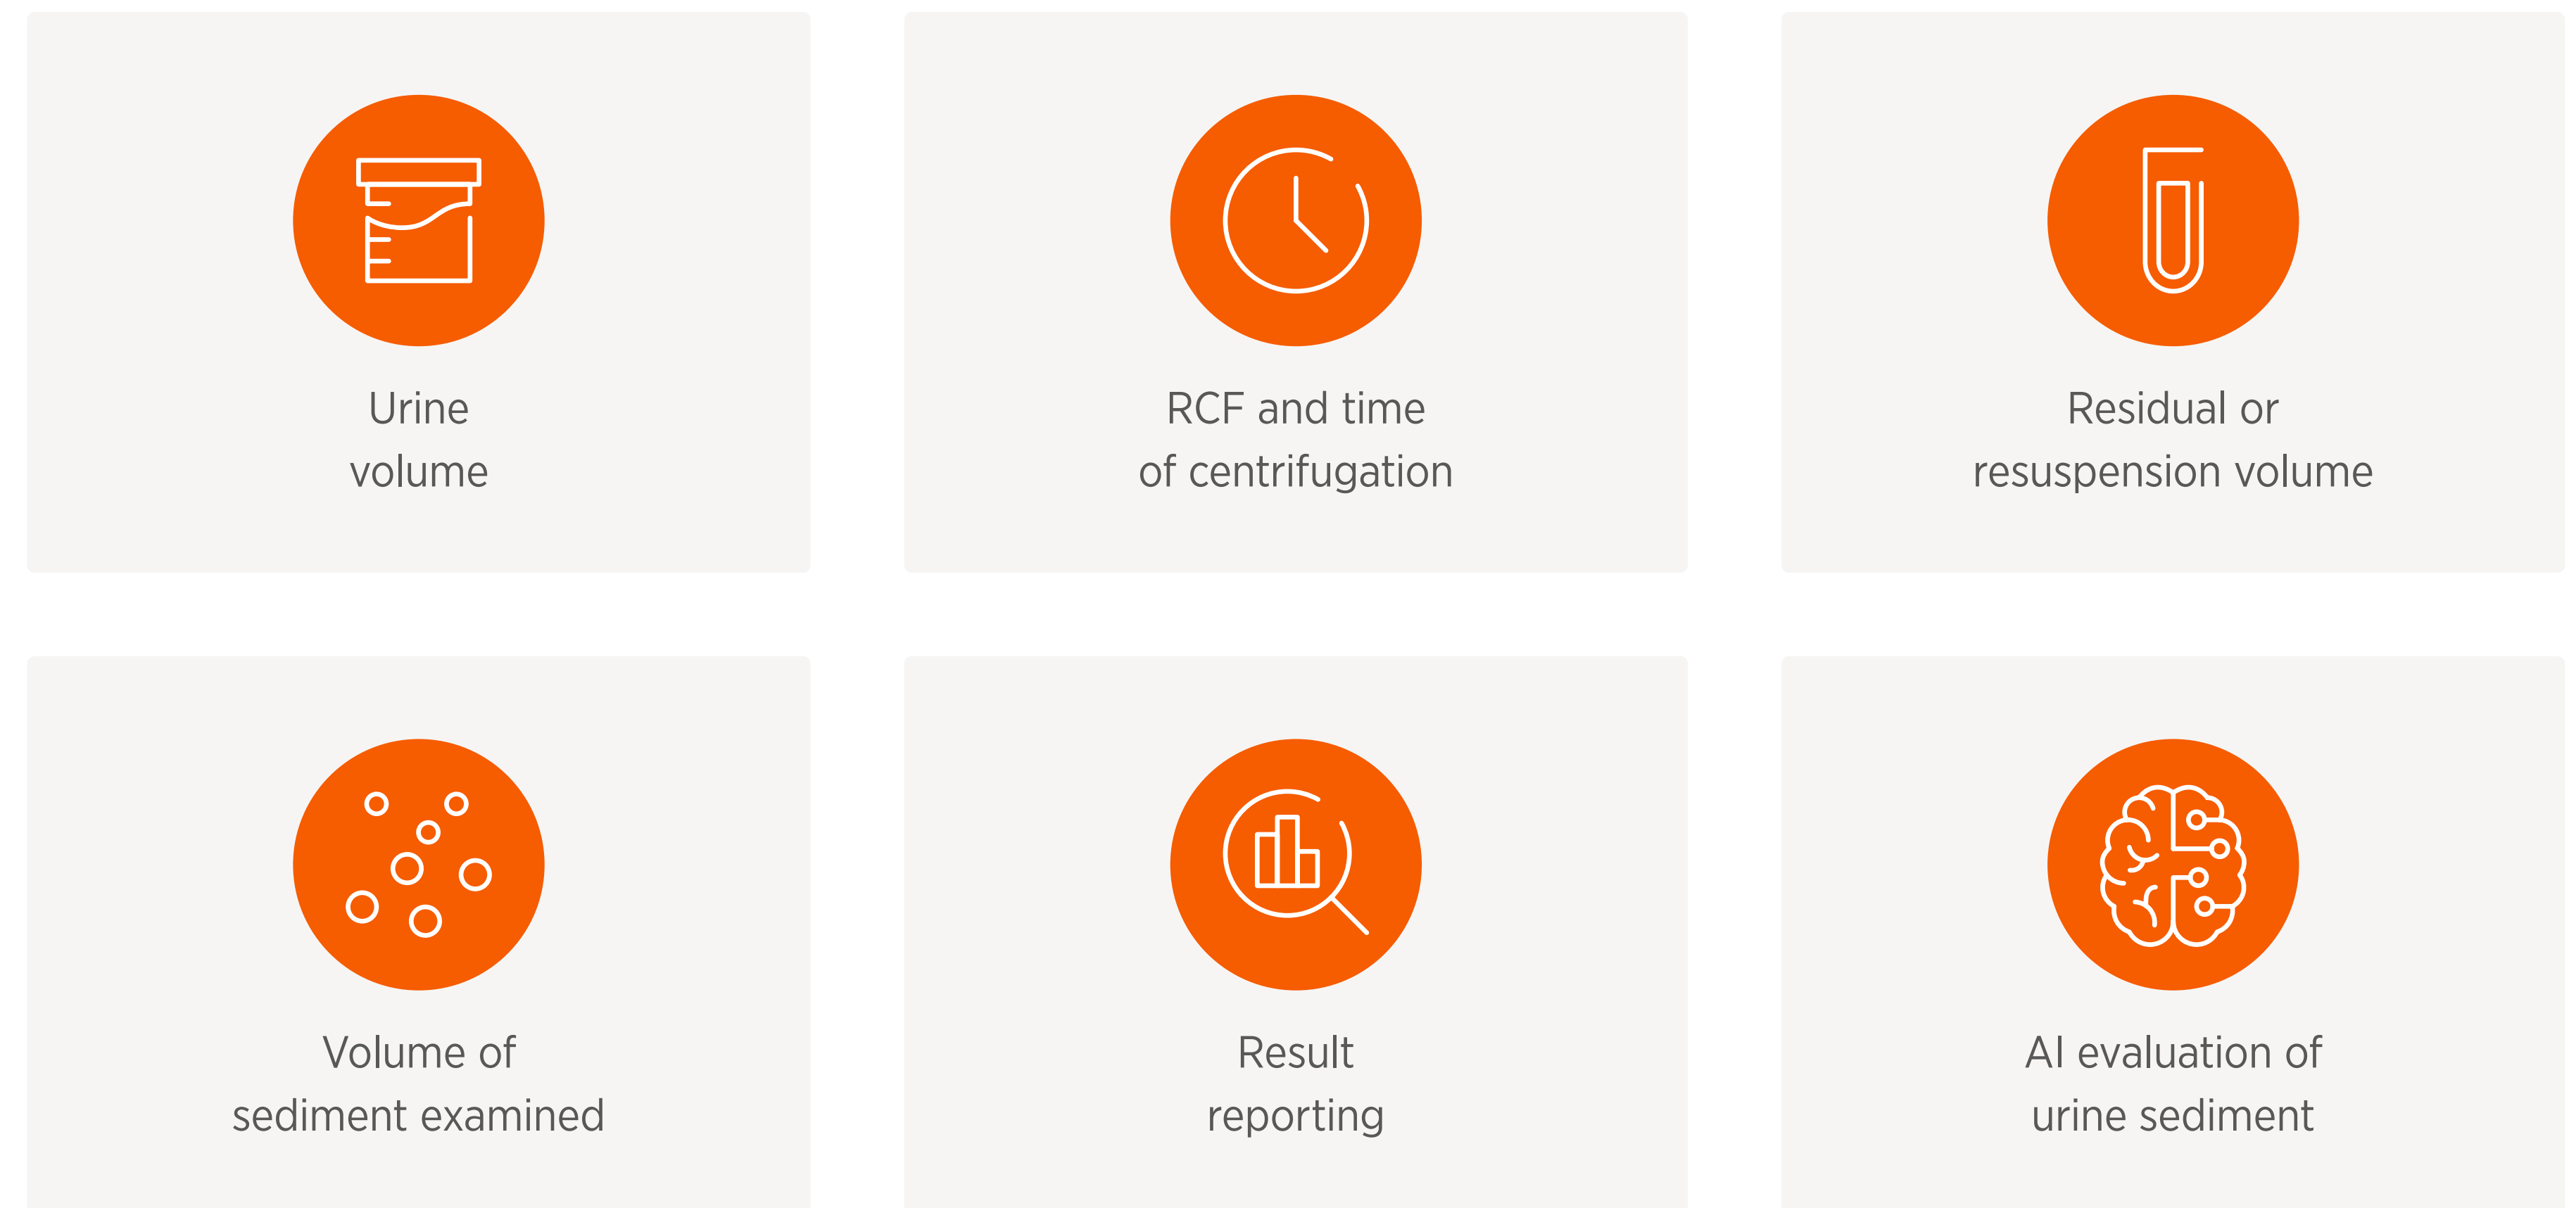 Urine
volume
RCF and time
of centrifugation
Residual or
resuspension volume
Volume of
sediment examined
Result
reporting
AI evaluation of
urine sediment